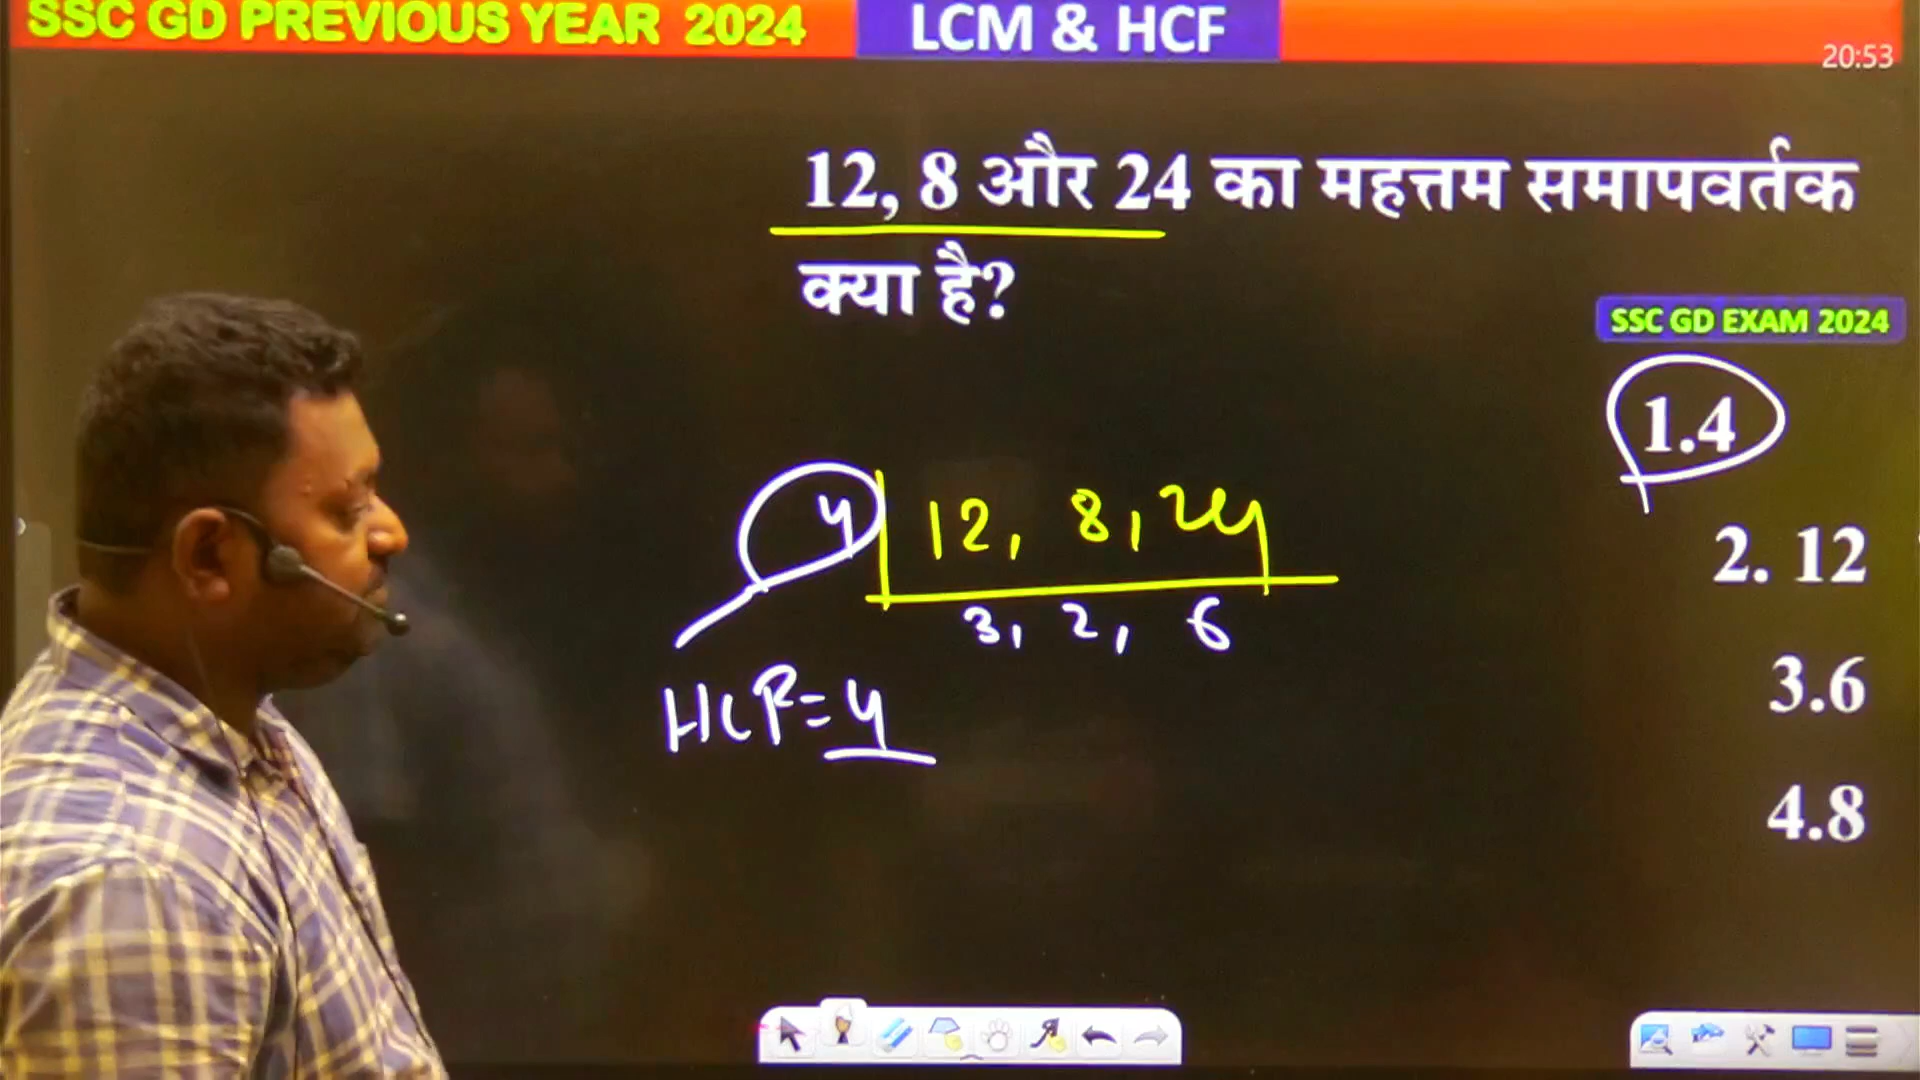 SSC GD PREVIOUS YEAR 2024
LCM & HCF
20:53
12, 8 और 24 का महत्तम समापवर्तक
क्या है?
SSC GD EXAM 2024
1.4
2. 12
3.6
4.8
4 12, 8, 24
3, 2, 6
HCF=4